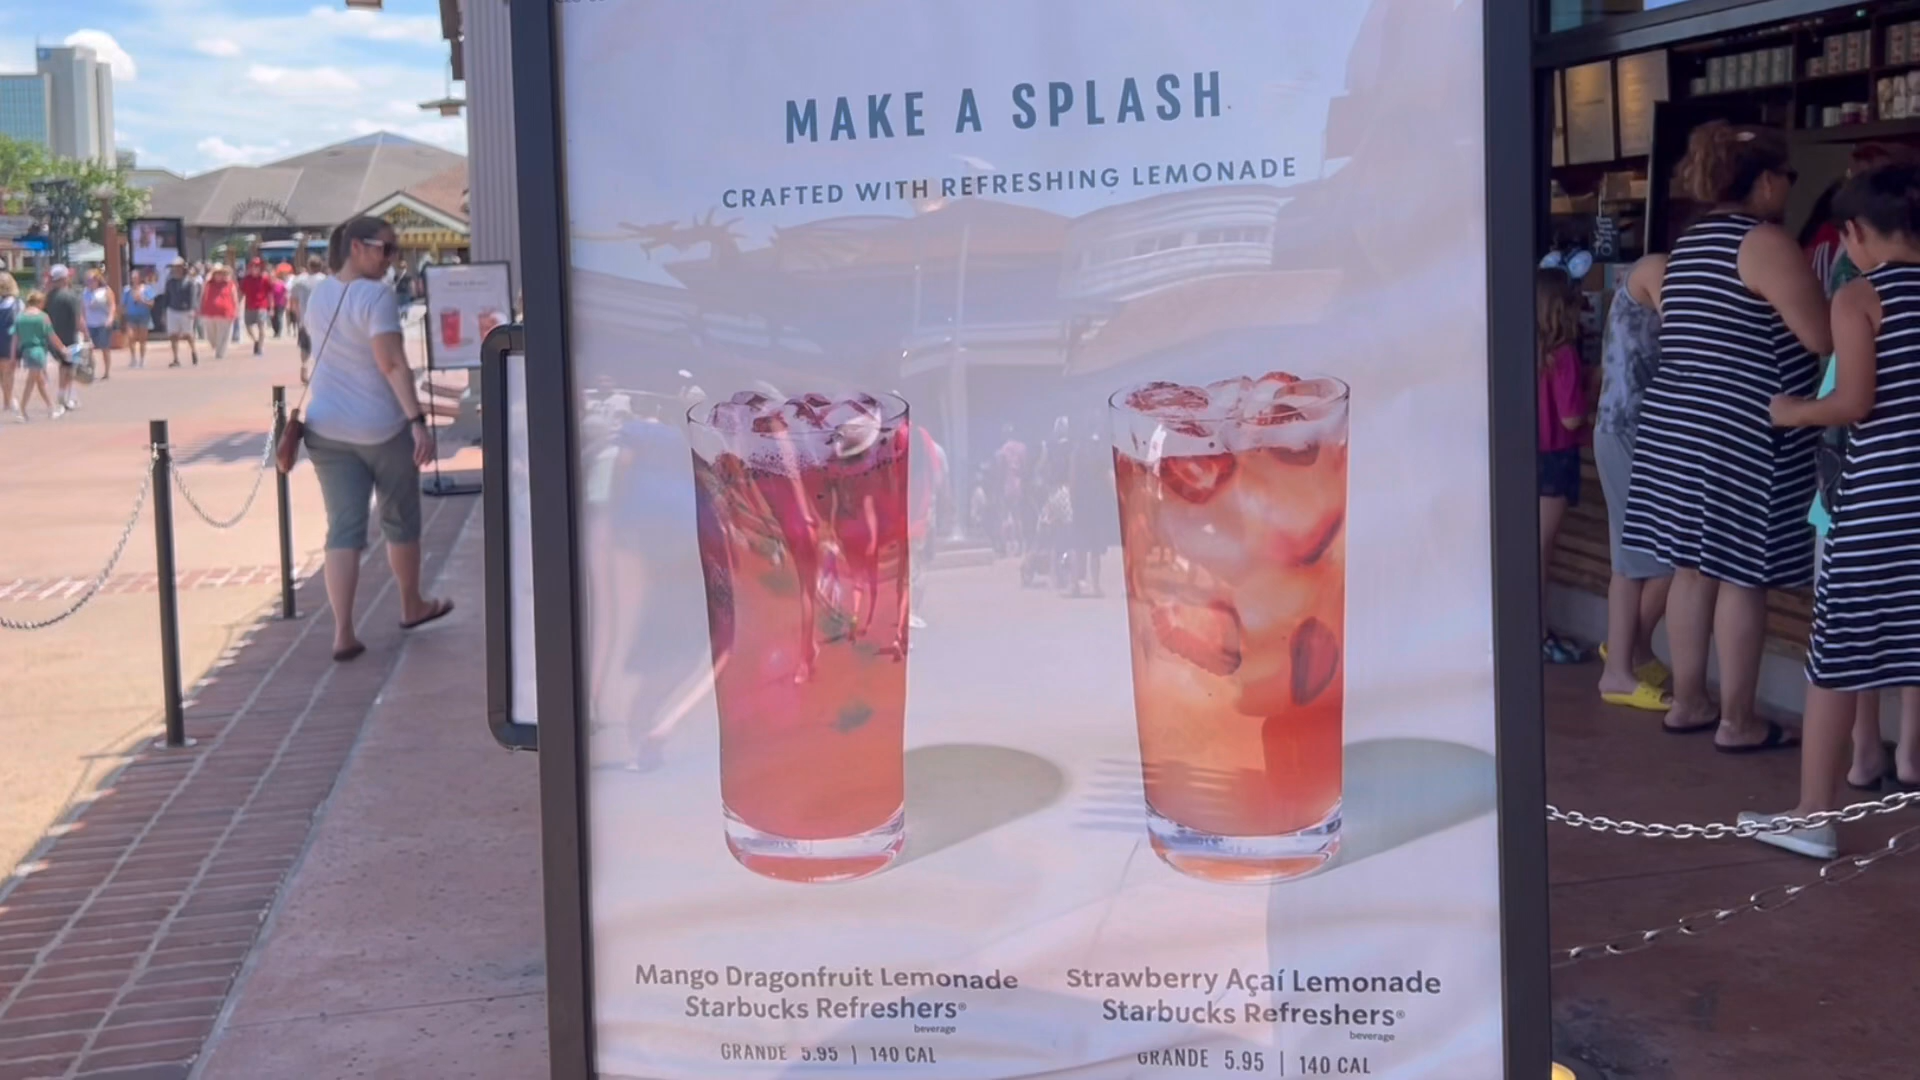 MAKE A SPLASH
CRAFTED WITH REFRESHING LEMONADE
Mango Dragonfruit Lemonade
Starbucks Refreshers®
beverage
GRANDE 5.95 | 140 CAL
Strawberry Açaí Lemonade
Starbucks Refreshers®
beverage
GRANDE 5.95 | 140 CAL